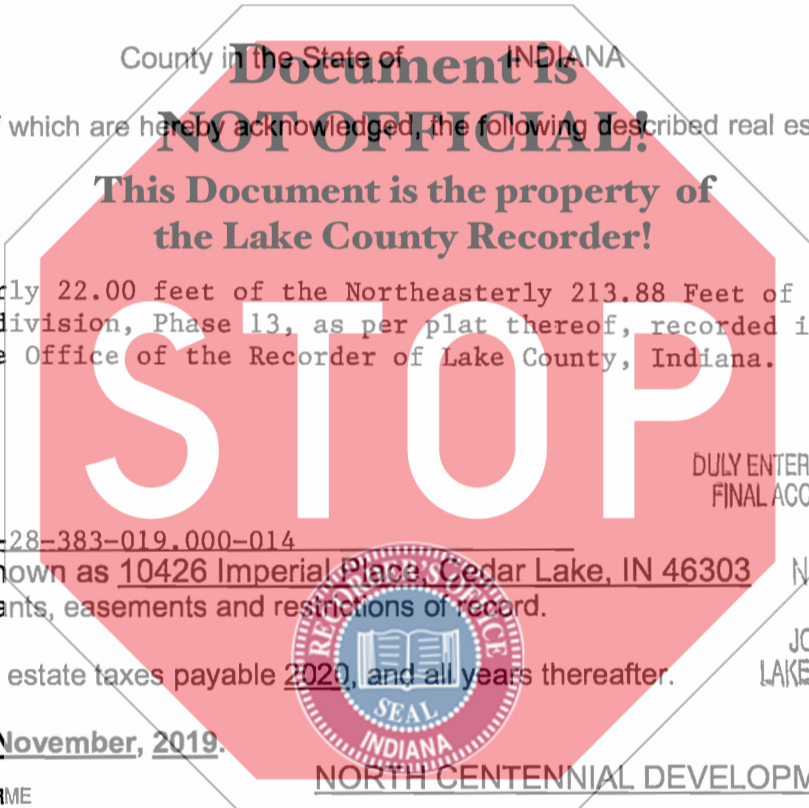 County in the State of INDIANA
Document is
NOT OFFICIAL!
which are hereby acknowledged, the following described real es
This Document is the property of
the Lake County Recorder!
rly 22.00 feet of the Northeasterly 213.88 Feet of
division, Phase 13, as per plat thereof, recorded i
e Office of the Recorder of Lake County, Indiana.
STOP
DULY ENTER
FINAL ACC
-28-383-019.000-014
nown as 10426 Imperial Place, Cedar Lake, IN 46303 N
ants, easements and restrictions of record.
RECORDER'S OFFICE
SEAL
INDIANA
JO
estate taxes payable 2020, and all years thereafter.
LAKE
November, 2019.
NORTH CENTENNIAL DEVELOPM
RME